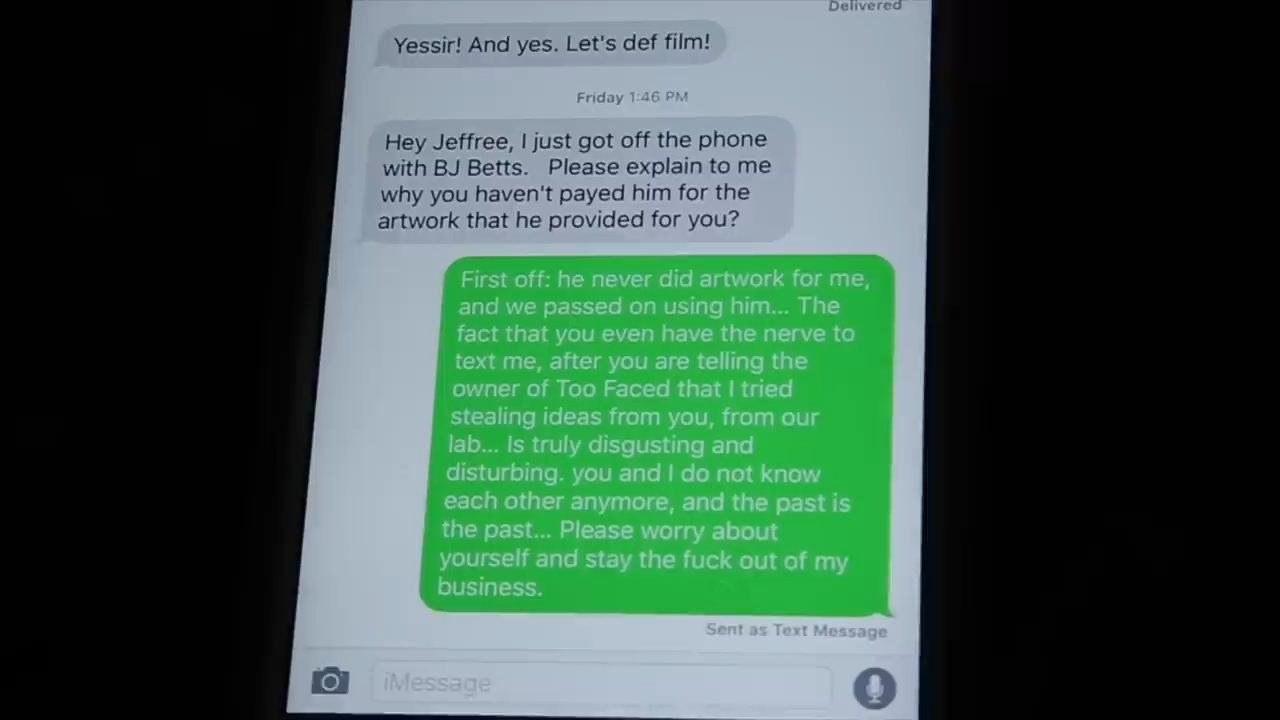 Delivered
Yessir! And yes. Let's def film!
Friday 1:46 PM
Hey Jeffree, I just got off the phone
with BJ Betts. Please explain to me
why you haven't payed him for the
artwork that he provided for you?
First off: he never did artwork for me,
and we passed on using him... The
fact that you even have the nerve to
text me, after you are telling the
owner of Too Faced that I tried
stealing ideas from you, from our
lab... Is truly disgusting and
disturbing. you and I do not know
each other anymore, and the past is
the past... Please worry about
yourself and stay the fuck out of my
business.
Sent as Text Message
iMessage